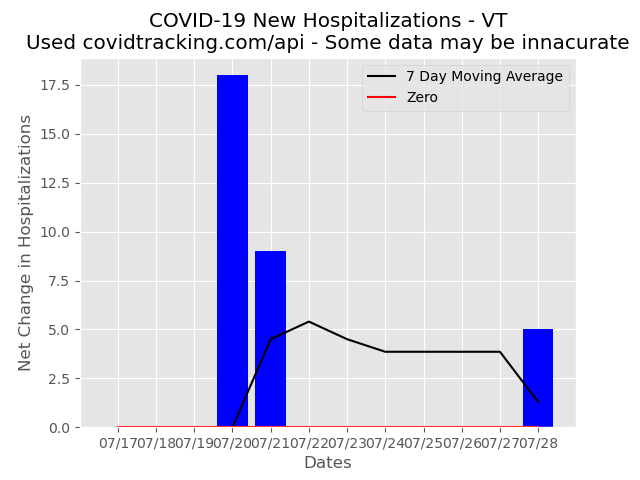 COVID-19 New Hospitalizations - VT
Used covidtracking.com/api - Some data may be innacurate
7 Day Moving Average
Zero
17.5
15.0
12.5
10.0
7.5
5.0
2.5
0.0
Net Change in Hospitalizations
07/17 07/18 07/19 07/20 07/21 07/22 07/23 07/24 07/25 07/26 07/27 07/28
Dates